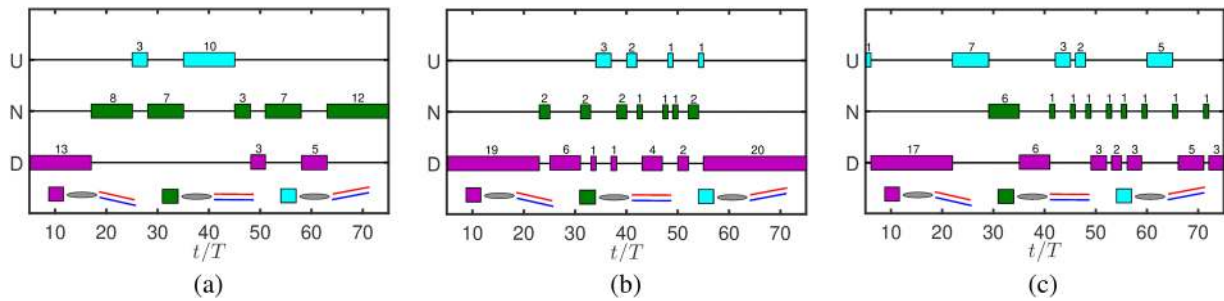 3 10
U
8 7 3 7 12
N
13 3 5
D
10 20 30 40 50 60 70
t/T
(a)
3 2 1 1
U
2 2 2 1 1 1 2
N
19 6 1 1 4 2 20
D
10 20 30 40 50 60 70
t/T
(b)
1 7 3 2 5
U
6 1 1 1 1 1 1 1 1
N
17 6 3 2 3 5 3
D
10 20 30 40 50 60 70
t/T
(c)